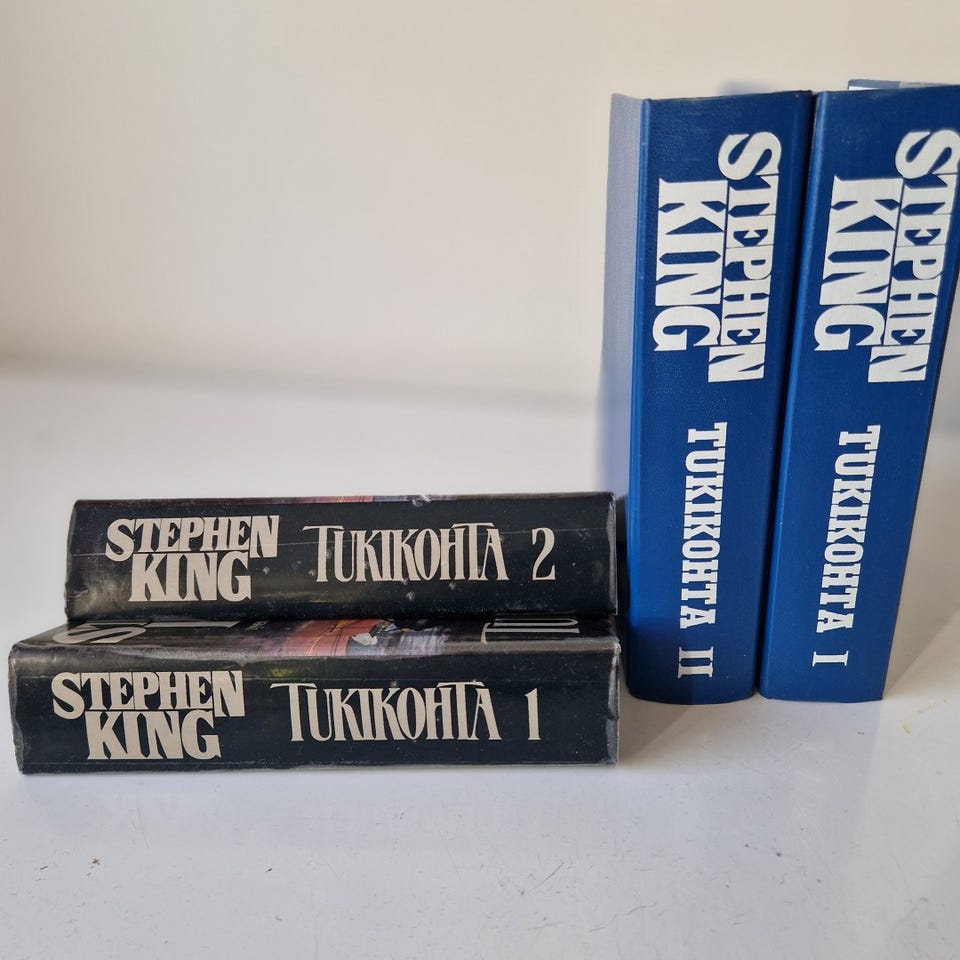 STEPHEN
KING
TUKIKOHTA 2
STEPHEN
KING
TUKIKOHTA 1
STEPHEN
KING
TUKIKOHTA II
STEPHEN
KING
TUKIKOHTA I